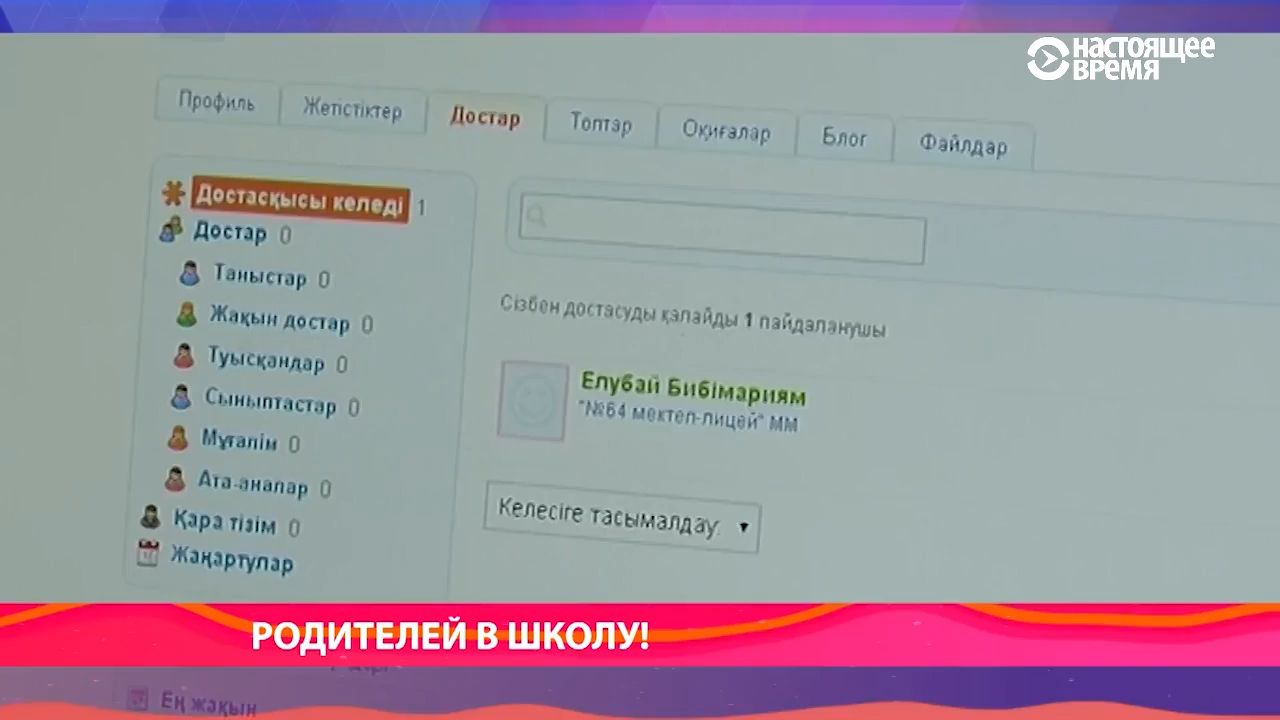 НАСТОЯЩЕЕ
ВРЕМЯ
Профиль Жетістіктер Достар Топтар Оқиғалар Блог Файлдар
Достасқысы келеді 1
Достар 0
Таныстар 0
Жақын достар 0
Туысқандар 0
Сыныптастар 0
Мұғалім 0
Ата-аналар 0
Қара тізім 0
Жаңартулар
Сізбен достасуды қалайды 1 пайдаланушы
Елубай Бибімариям
"№64 мектеп-лицей" ММ
Келесіге тасымалдау:
РОДИТЕЛЕЙ В ШКОЛУ!
Ең жақын